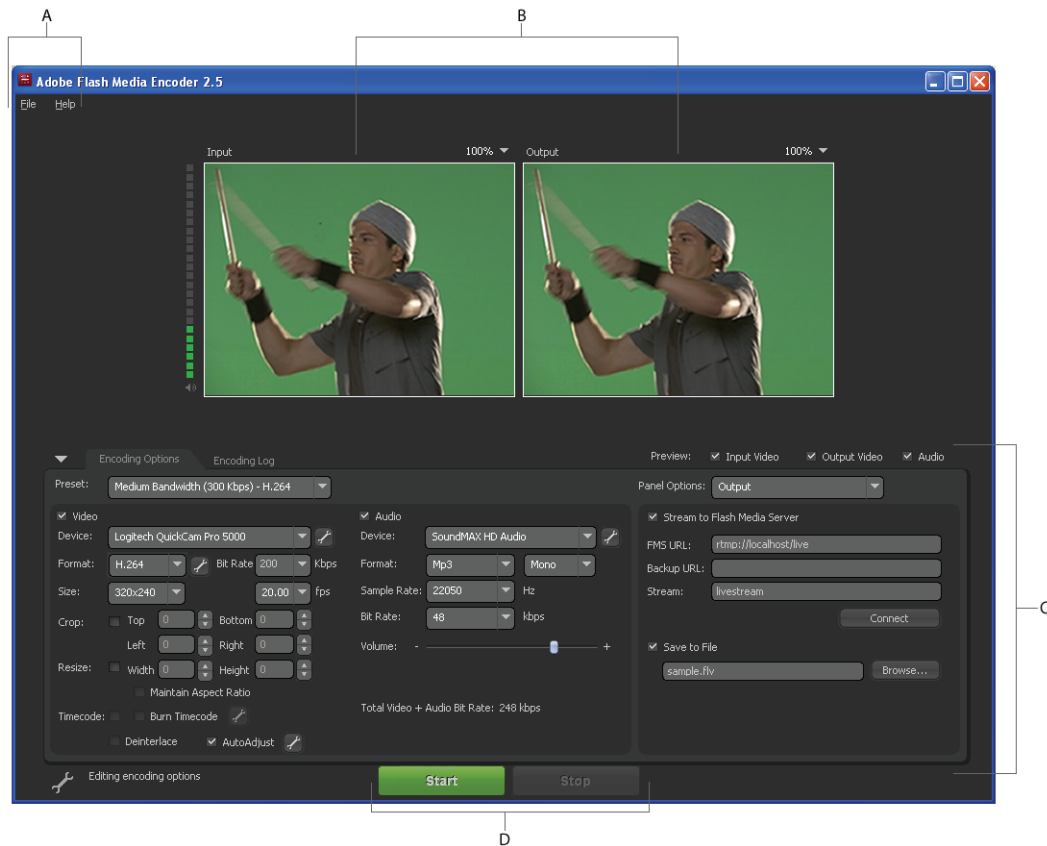 A
B
Adobe Flash Media Encoder 2.5
File Help
Input 100% Output 100%
Encoding Options Encoding Log Preview: Input Video Output Video Audio
Preset: Medium Bandwidth (300 Kbps) - H.264 Panel Options: Output
Video Audio Stream to Flash Media Server
Device: Logitech QuickCam Pro 5000 Device: SoundMAX HD Audio FMS URL: rtmp://localhost/live
Format: H.264 Bit Rate 200 Kbps Format: Mp3 Mono Backup URL:
Size: 320x240 20.00 fps Sample Rate: 22050 Hz Stream: livestream
Crop: Top 0 Bottom 0 Bit Rate: 48 kbps Connect
Left 0 Right 0 Volume: - + Save to File
Resize: Width 0 Height 0 sample.flv Browse...
Maintain Aspect Ratio
Timecode: Burn Timecode Total Video + Audio Bit Rate: 248 kbps
Deinterlace AutoAdjust
Editing encoding options Start Stop
C
D